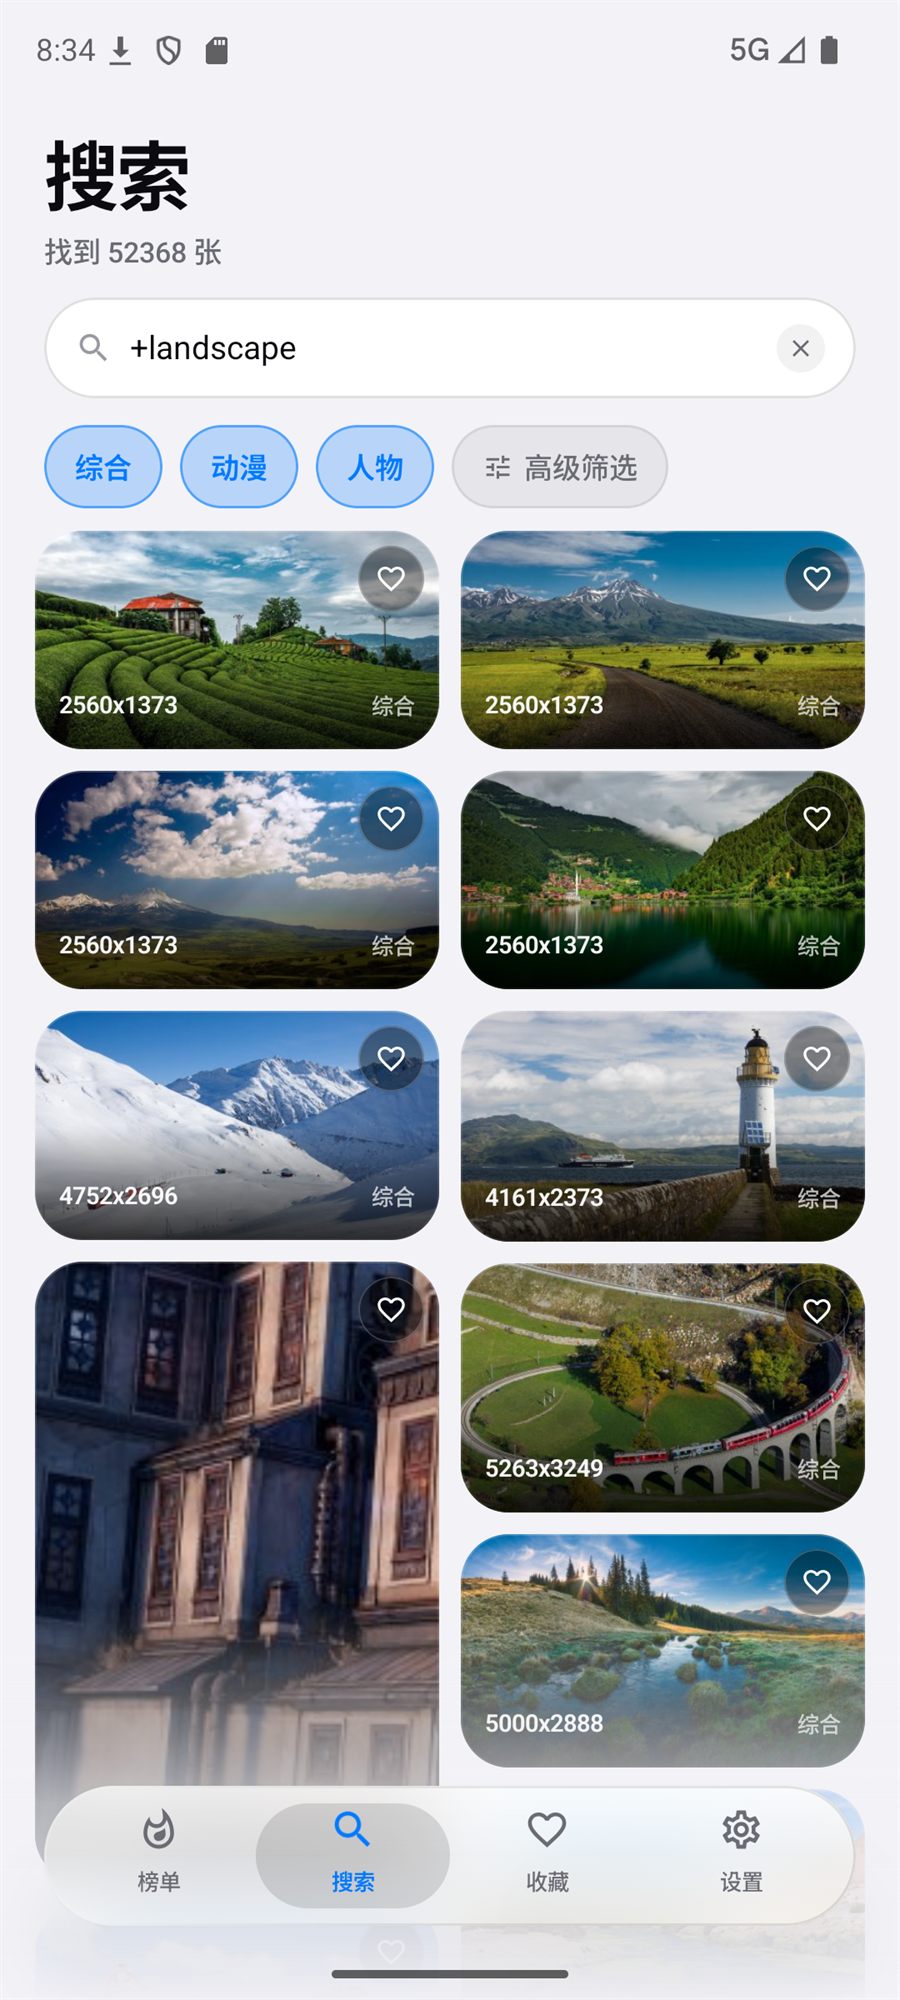 8:34
5G
搜索
找到 52368 张
+landscape
综合
动漫
人物
高级筛选
2560x1373
综合
2560x1373
综合
2560x1373
综合
2560x1373
综合
4752x2696
综合
4161x2373
综合
5263x3249
综合
5000x2888
综合
榜单
搜索
收藏
设置